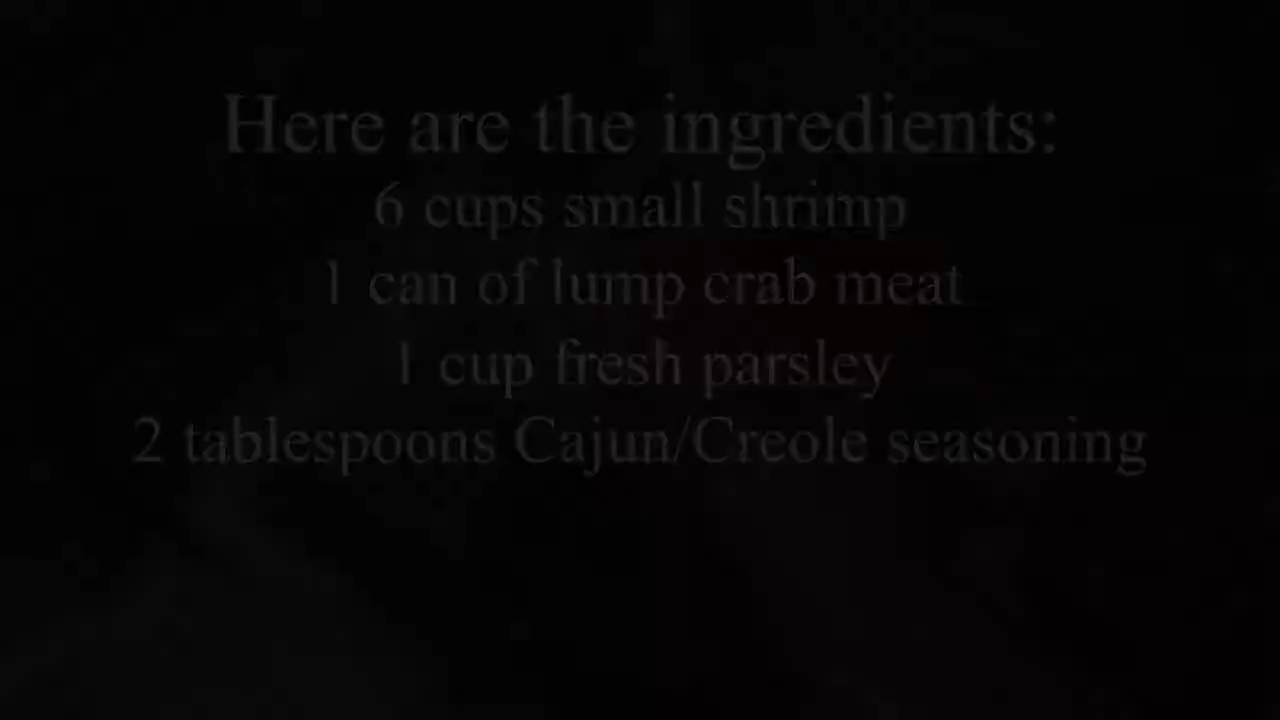 Here are the ingredients:
6 cups small shrimp
1 can of lump crab meat
1 cup fresh parsley
2 tablespoons Cajun/Creole seasoning